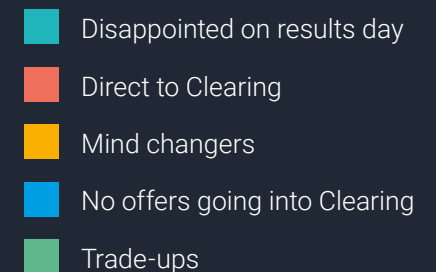 Disappointed on results day
Direct to Clearing
Mind changers
No offers going into Clearing
Trade-ups